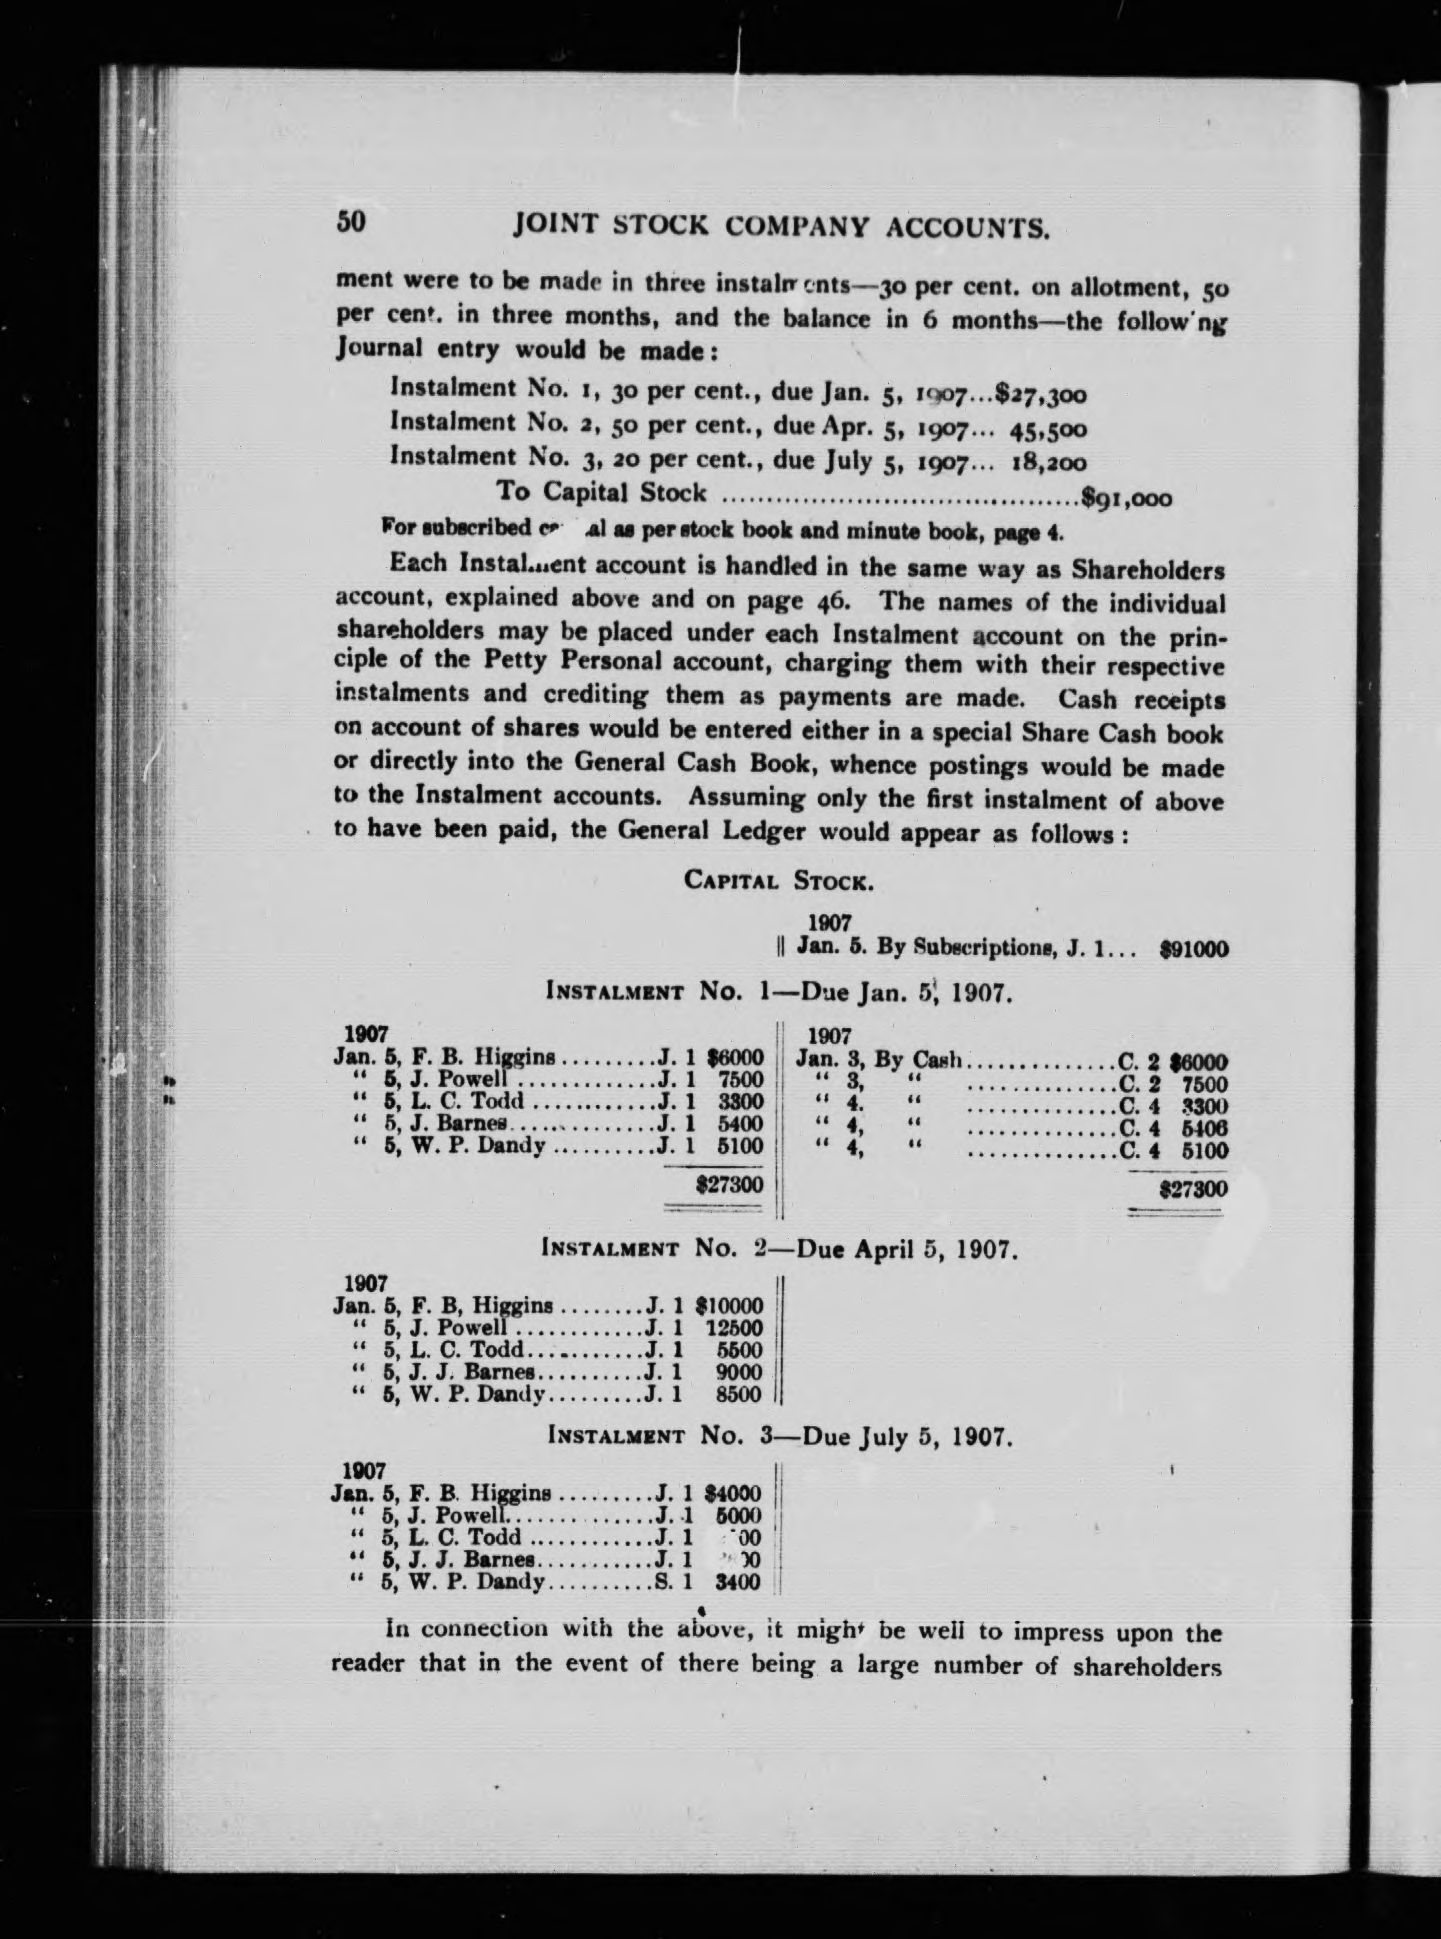 50 JOINT STOCK COMPANY ACCOUNTS.
ment were to be made in three instalments—30 per cent. on allotment, 50
per cent. in three months, and the balance in 6 months—the follow'ng
Journal entry would be made:
Instalment No. 1, 30 per cent., due Jan. 5, 1907...$27,300
Instalment No. 2, 50 per cent., due Apr. 5, 1907... 45,500
Instalment No. 3, 20 per cent., due July 5, 1907... 18,200
To Capital Stock ........................................$91,000
For subscribed as per stock book and minute book, page 4.
Each Instalment account is handled in the same way as Shareholders
account, explained above and on page 46. The names of the individual
shareholders may be placed under each Instalment account on the prin-
ciple of the Petty Personal account, charging them with their respective
instalments and crediting them as payments are made. Cash receipts
on account of shares would be entered either in a special Share Cash book
or directly into the General Cash Book, whence postings would be made
to the Instalment accounts. Assuming only the first instalment of above
to have been paid, the General Ledger would appear as follows:
CAPITAL STOCK.
1907
Jan. 5. By Subscriptions, J. 1... $91000
INSTALMENT No. 1—Due Jan. 5, 1907.
1907 1907
Jan. 5, F. B. Higgins.........J. 1 $6000 Jan. 3, By Cash..............C. 2 $6000
“ 5, J. Powell.............J. 1 7500 “ 3, “ ..............C. 2 7500
“ 5, L. C. Todd............J. 1 3300 “ 4. “ ..............C. 4 3300
“ 5, J. Barnes.............J. 1 5400 “ 4, “ ..............C. 4 5400
“ 5, W. P. Dandy..........J. 1 5100 “ 4, “ ..............C. 4 5100
$27300 $27300
INSTALMENT No. 2—Due April 5, 1907.
1907
Jan. 5, F. B, Higgins........J. 1 $10000
“ 5, J. Powell............J. 1 12500
“ 5, L. C. Todd...........J. 1 5500
“ 5, J. J. Barnes..........J. 1 9000
“ 5, W. P. Dandy.........J. 1 8500
INSTALMENT No. 3—Due July 5, 1907.
1907
Jan. 5, F. B. Higgins.........J. 1 $4000
“ 5, J. Powell.............J. 1 5000
“ 5, L. C. Todd............J. 1
“ 5, J. J. Barnes...........J. 1
“ 5, W. P. Dandy..........S. 1 3400
In connection with the above, it might be well to impress upon the
reader that in the event of there being a large number of shareholders